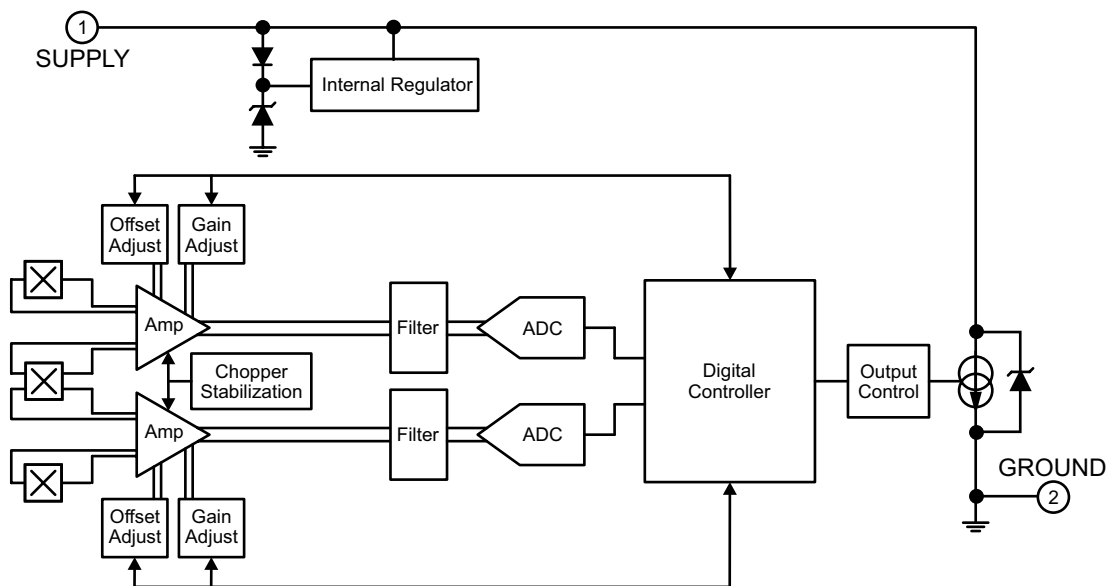 1
SUPPLY
Internal Regulator
Offset
Adjust
Gain
Adjust
Amp
Filter
ADC
Chopper
Stabilization
Digital
Controller
Output
Control
Amp
Filter
ADC
GROUND
2
Offset
Adjust
Gain
Adjust